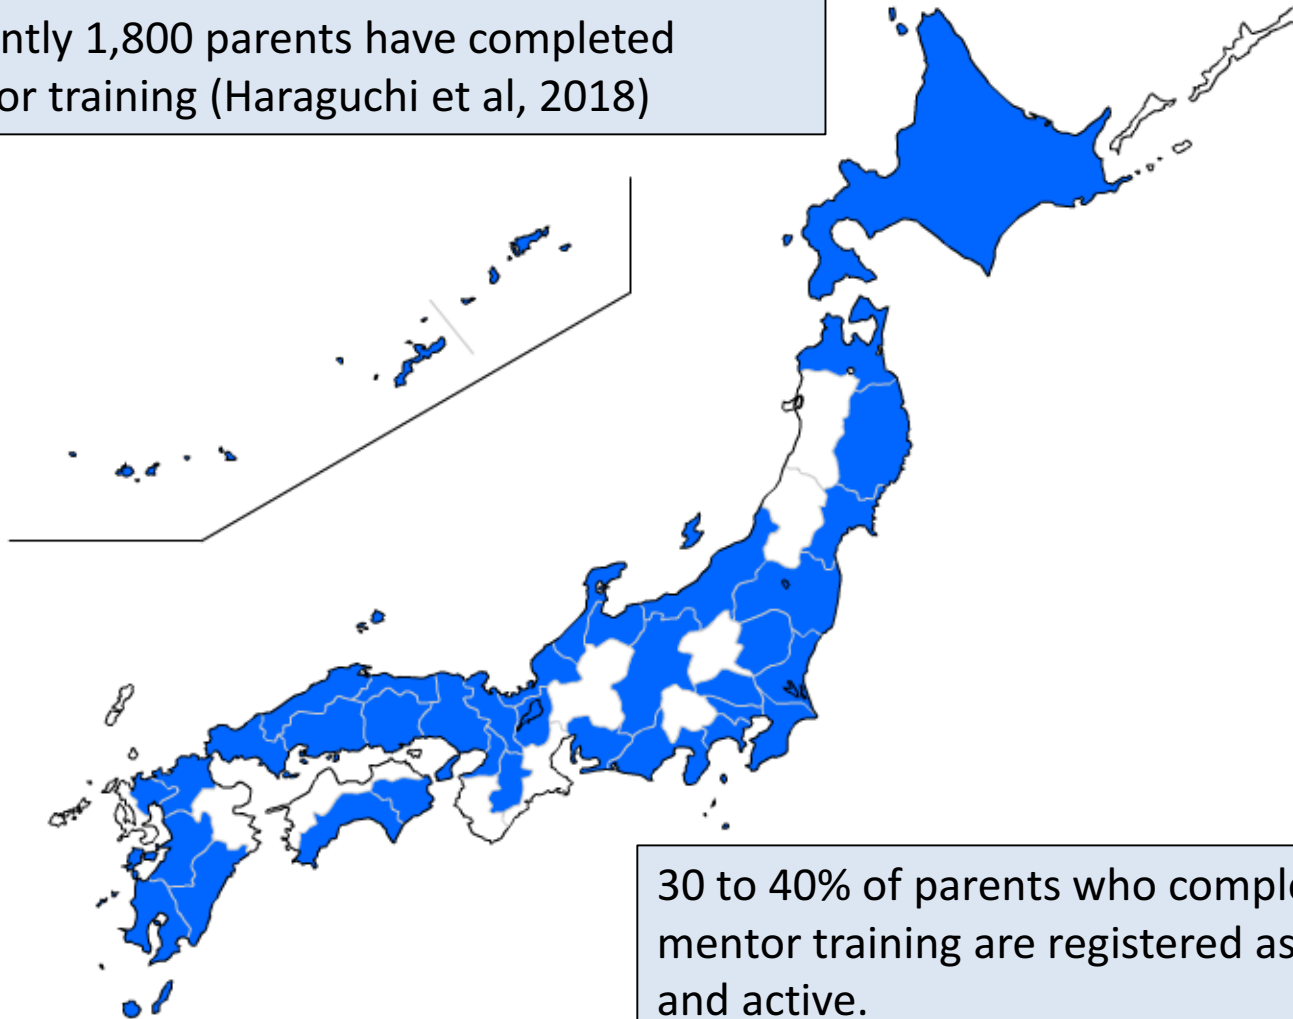 ntly 1,800 parents have completed
or training (Haraguchi et al, 2018)
30 to 40% of parents who comple
mentor training are registered as
and active.